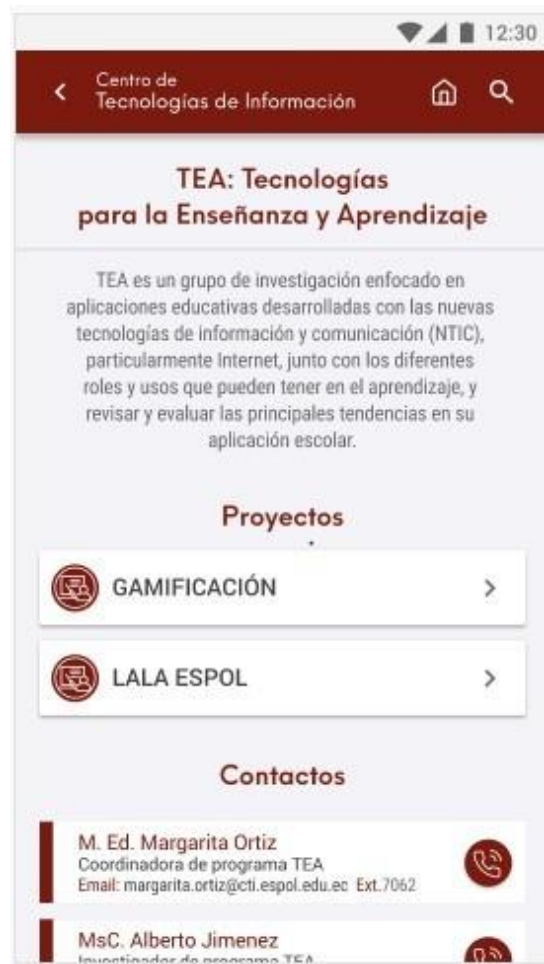 12:30
Centro de
Tecnologías de Información
TEA: Tecnologías
para la Enseñanza y Aprendizaje
TEA es un grupo de investigación enfocado en
aplicaciones educativas desarrolladas con las nuevas
tecnologías de información y comunicación (NTIC),
particularmente Internet, junto con los diferentes
roles y usos que pueden tener en el aprendizaje, y
revisar y evaluar las principales tendencias en su
aplicación escolar.
Proyectos
GAMIFICACIÓN
LALA ESPOL
Contactos
M. Ed. Margarita Ortiz
Coordinadora de programa TEA
Email: margarita.ortiz@cti.espol.edu.ec Ext.7062
MsC. Alberto Jimenez
Investigador de programa TEA